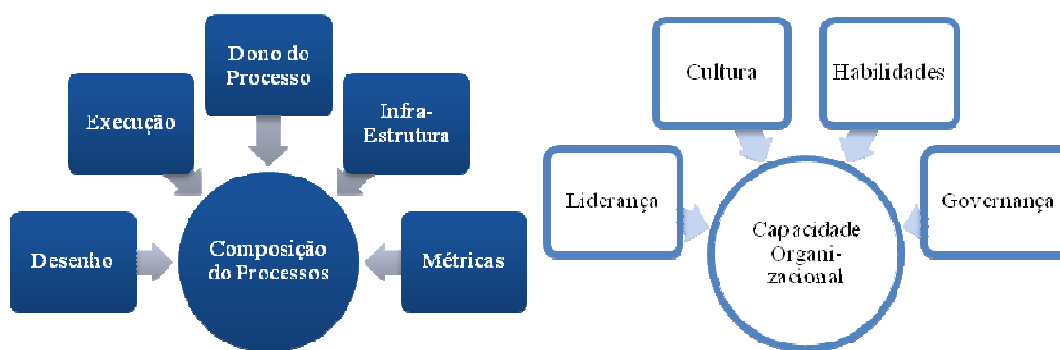 Dono do
Processo
Execução
Infra-
Estrutura
Desenho
Composição
do Processos
Métricas
Cultura
Habilidades
Liderança
Governança
Capacidade
Organi-
zacional